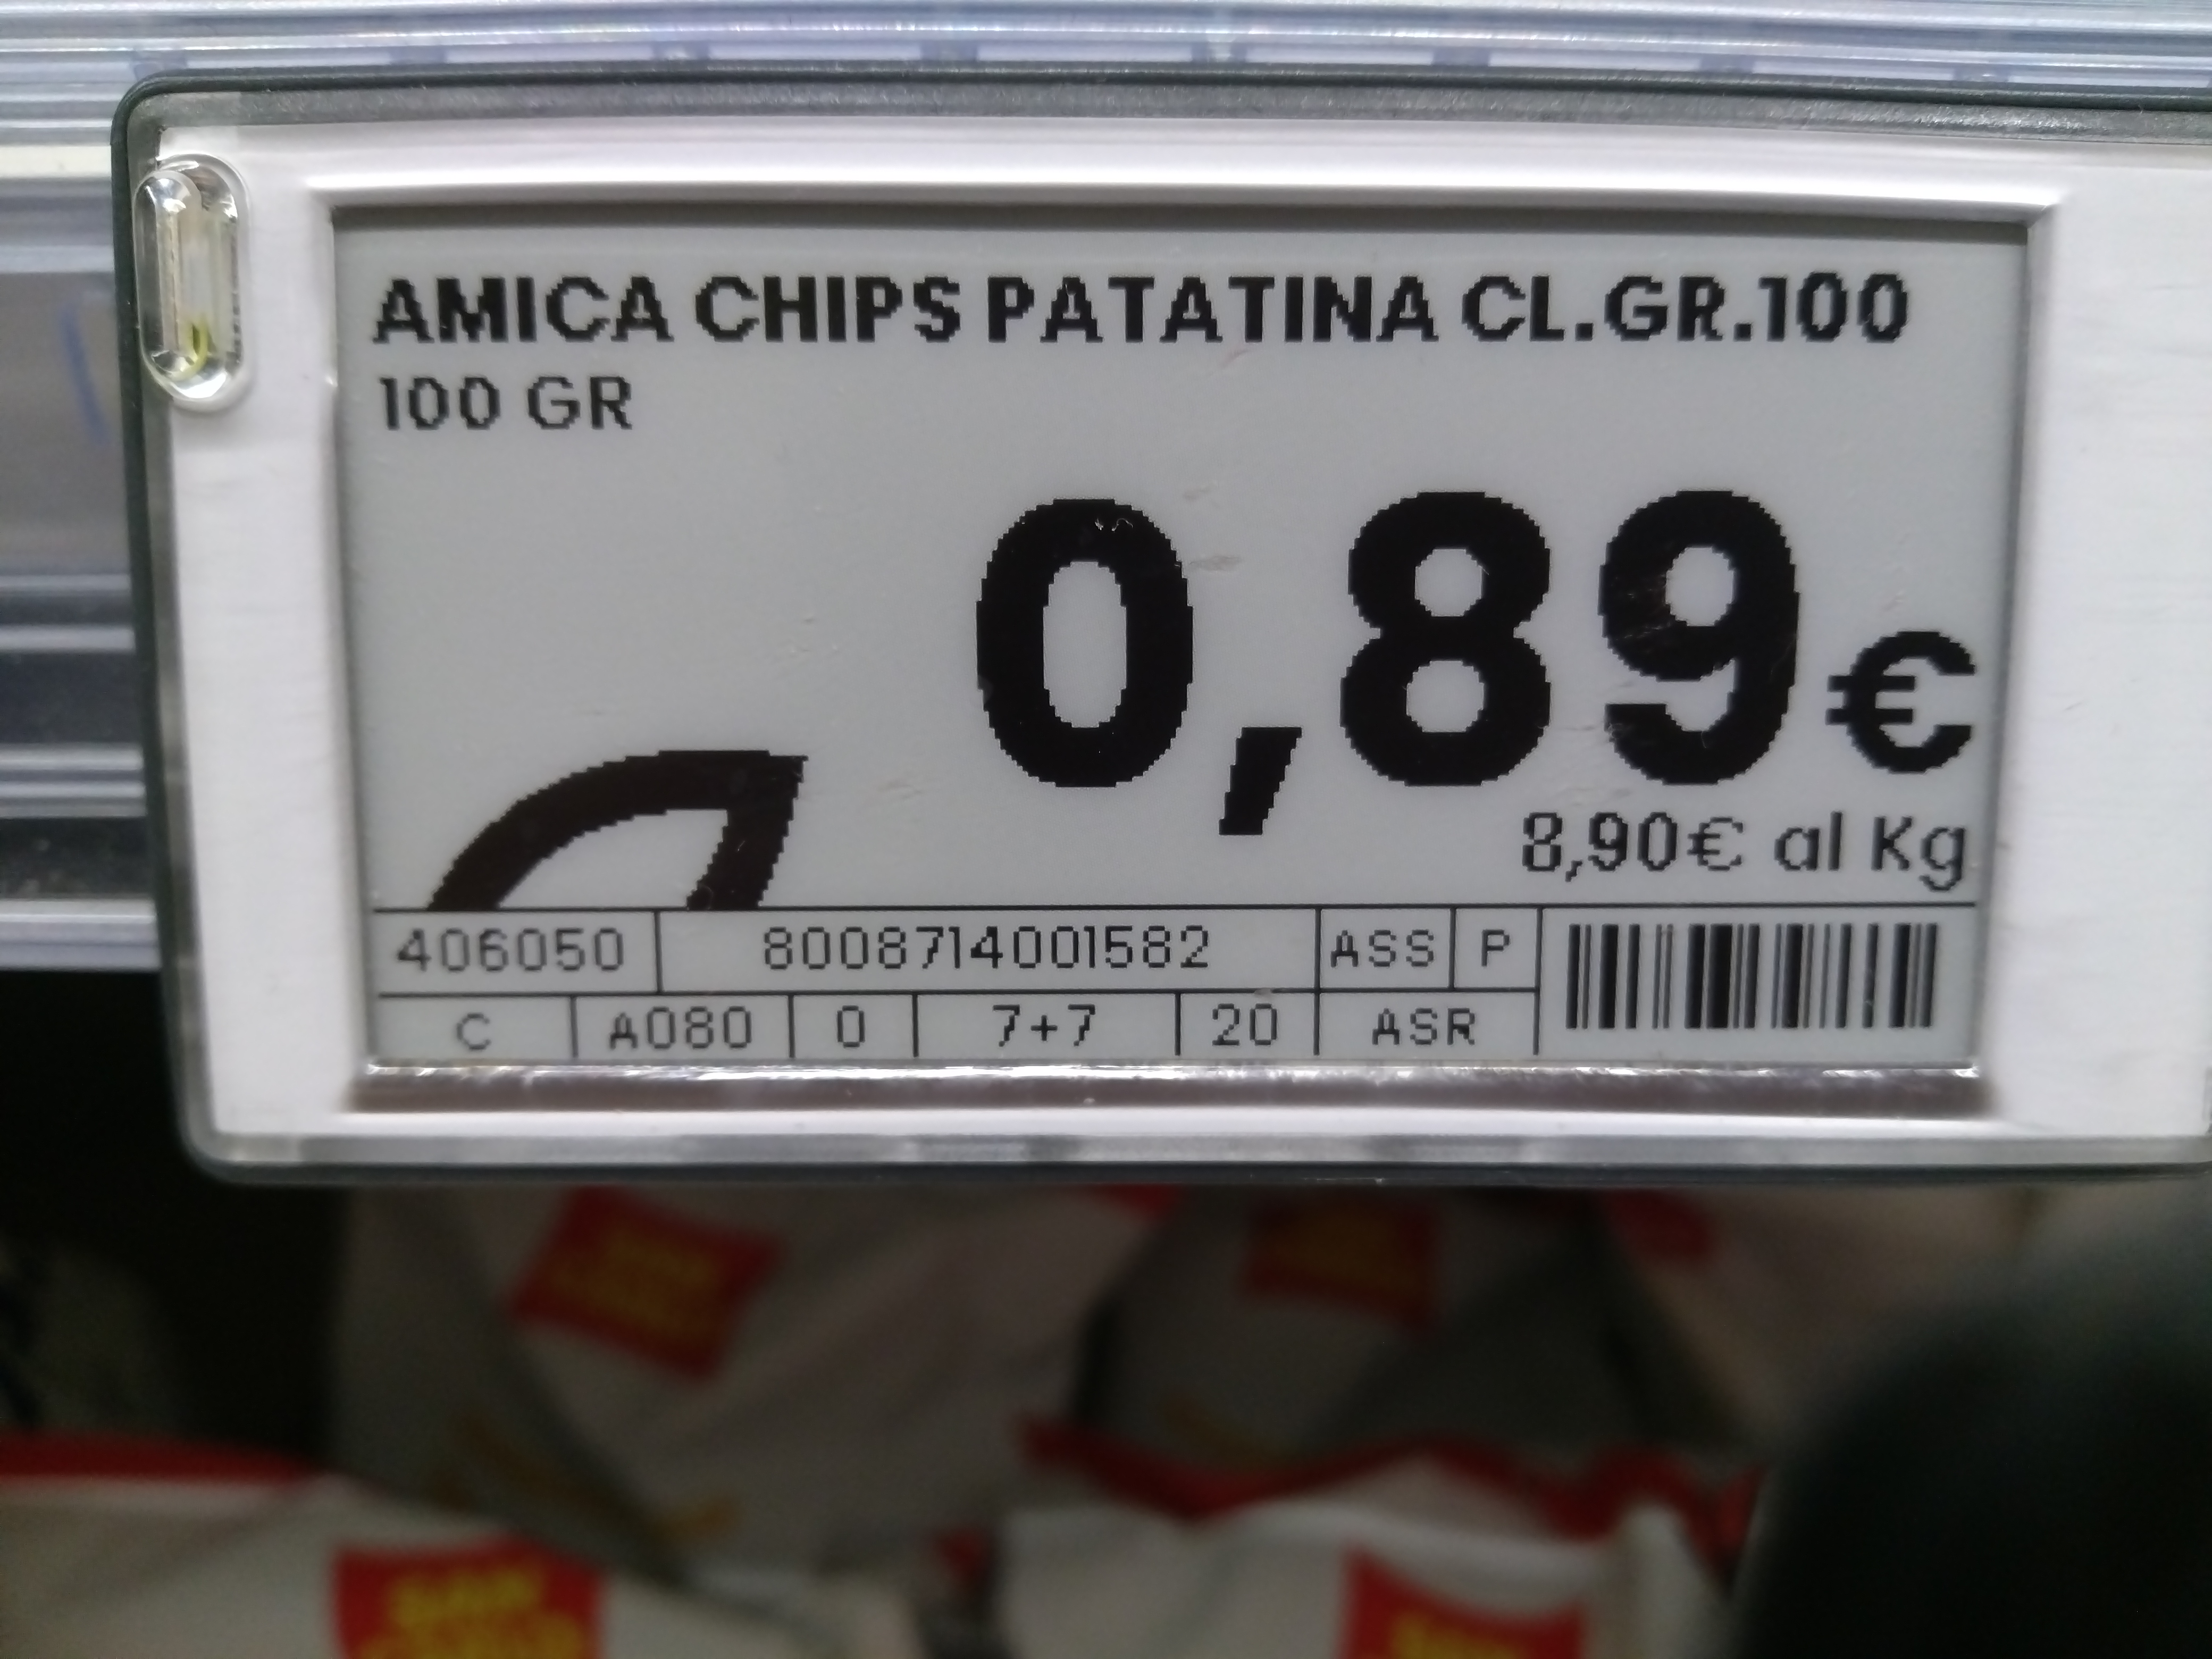 AMICA CHIPS PATATINA CL.GR.100
100 GR
0,89€
8,90€ al Kg
406050 8008714001582 ASS P
C A080 0 7+7 20 ASR
SAN